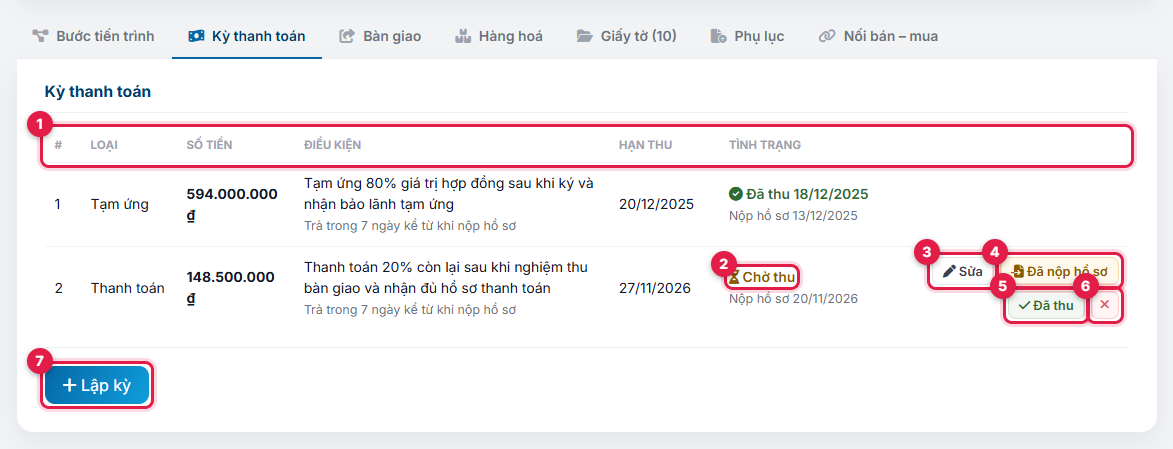 Bước tiến trình Kỳ thanh toán Bàn giao Hàng hoá Giấy tờ (10) Phụ lục Nối bán – mua
Kỳ thanh toán
1
# LOẠI SỐ TIỀN ĐIỀU KIỆN HẠN THU TÌNH TRẠNG
1 Tạm ứng 594.000.000 ₫ Tạm ứng 80% giá trị hợp đồng sau khi ký và
nhận bảo lãnh tạm ứng
Trả trong 7 ngày kể từ khi nộp hồ sơ
20/12/2025 Đã thu 18/12/2025
Nộp hồ sơ 13/12/2025
2 Thanh toán 148.500.000 ₫ Thanh toán 20% còn lại sau khi nghiệm thu
bàn giao và nhận đủ hồ sơ thanh toán
Trả trong 7 ngày kể từ khi nộp hồ sơ
27/11/2026 2 Chờ thu
Nộp hồ sơ 20/11/2026
3 Sửa 4 Đã nộp hồ sơ
5 Đã thu 6 ×
7
+ Lập kỳ